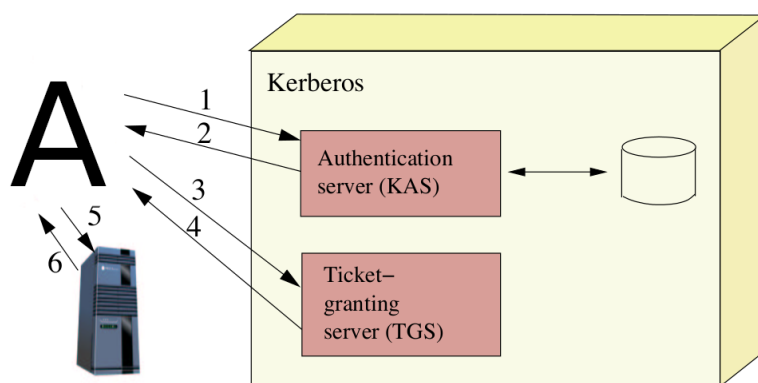 Kerberos
A
1
2
Authentication
server (KAS)
3
4
5
6
Ticket–
granting
server (TGS)